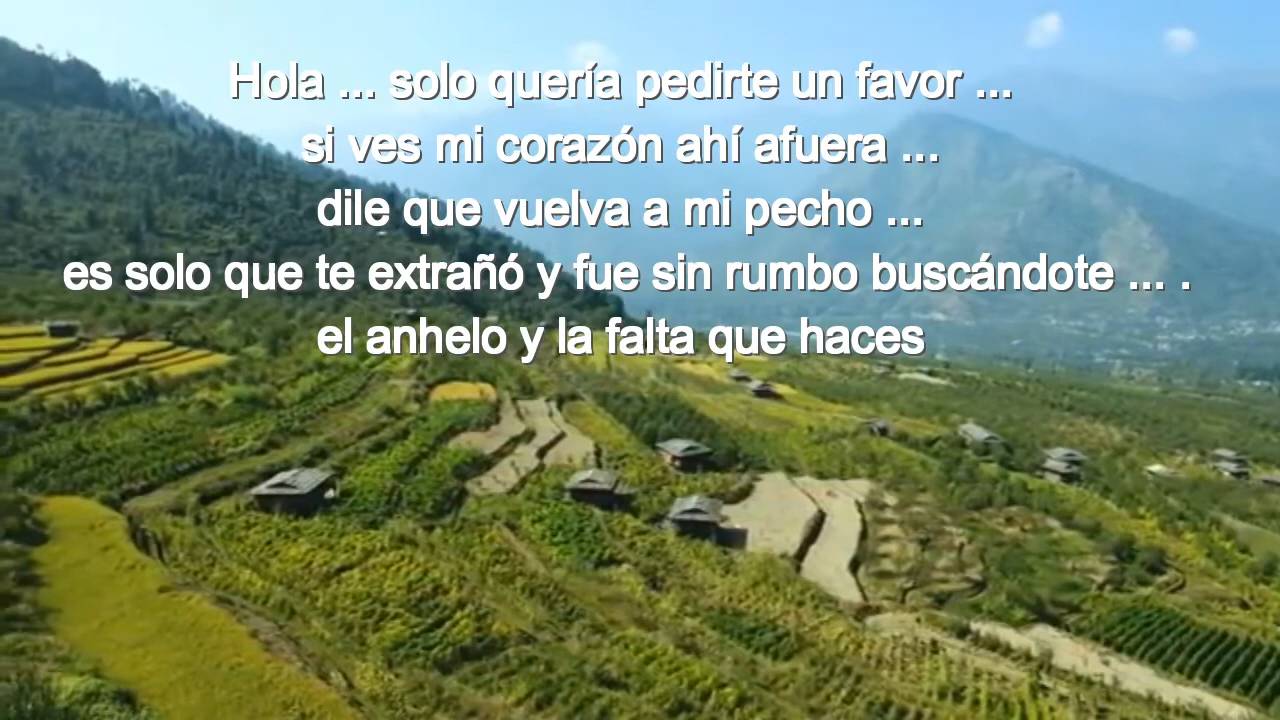 Hola ... solo quería pedirte un favor ...
si ves mi corazón ahí afuera ...
dile que vuelva a mi pecho ...
es solo que te extrañó y fue sin rumbo buscándote ... .
el anhelo y la falta que haces